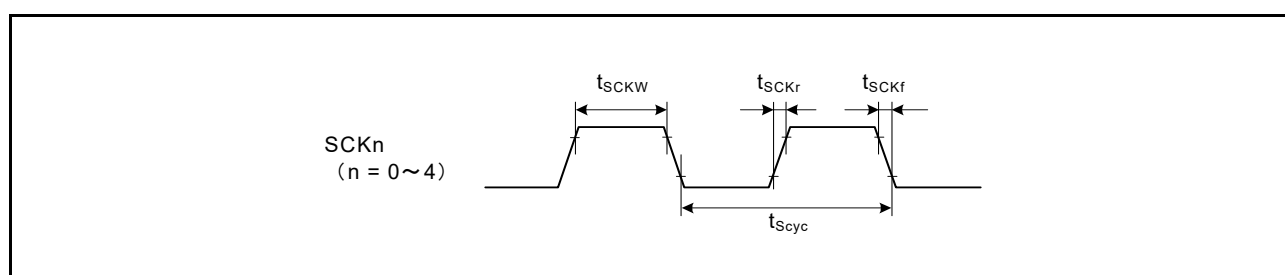 tSCKW tSCKr tSCKf
SCKn
（n = 0～4）
tScyc